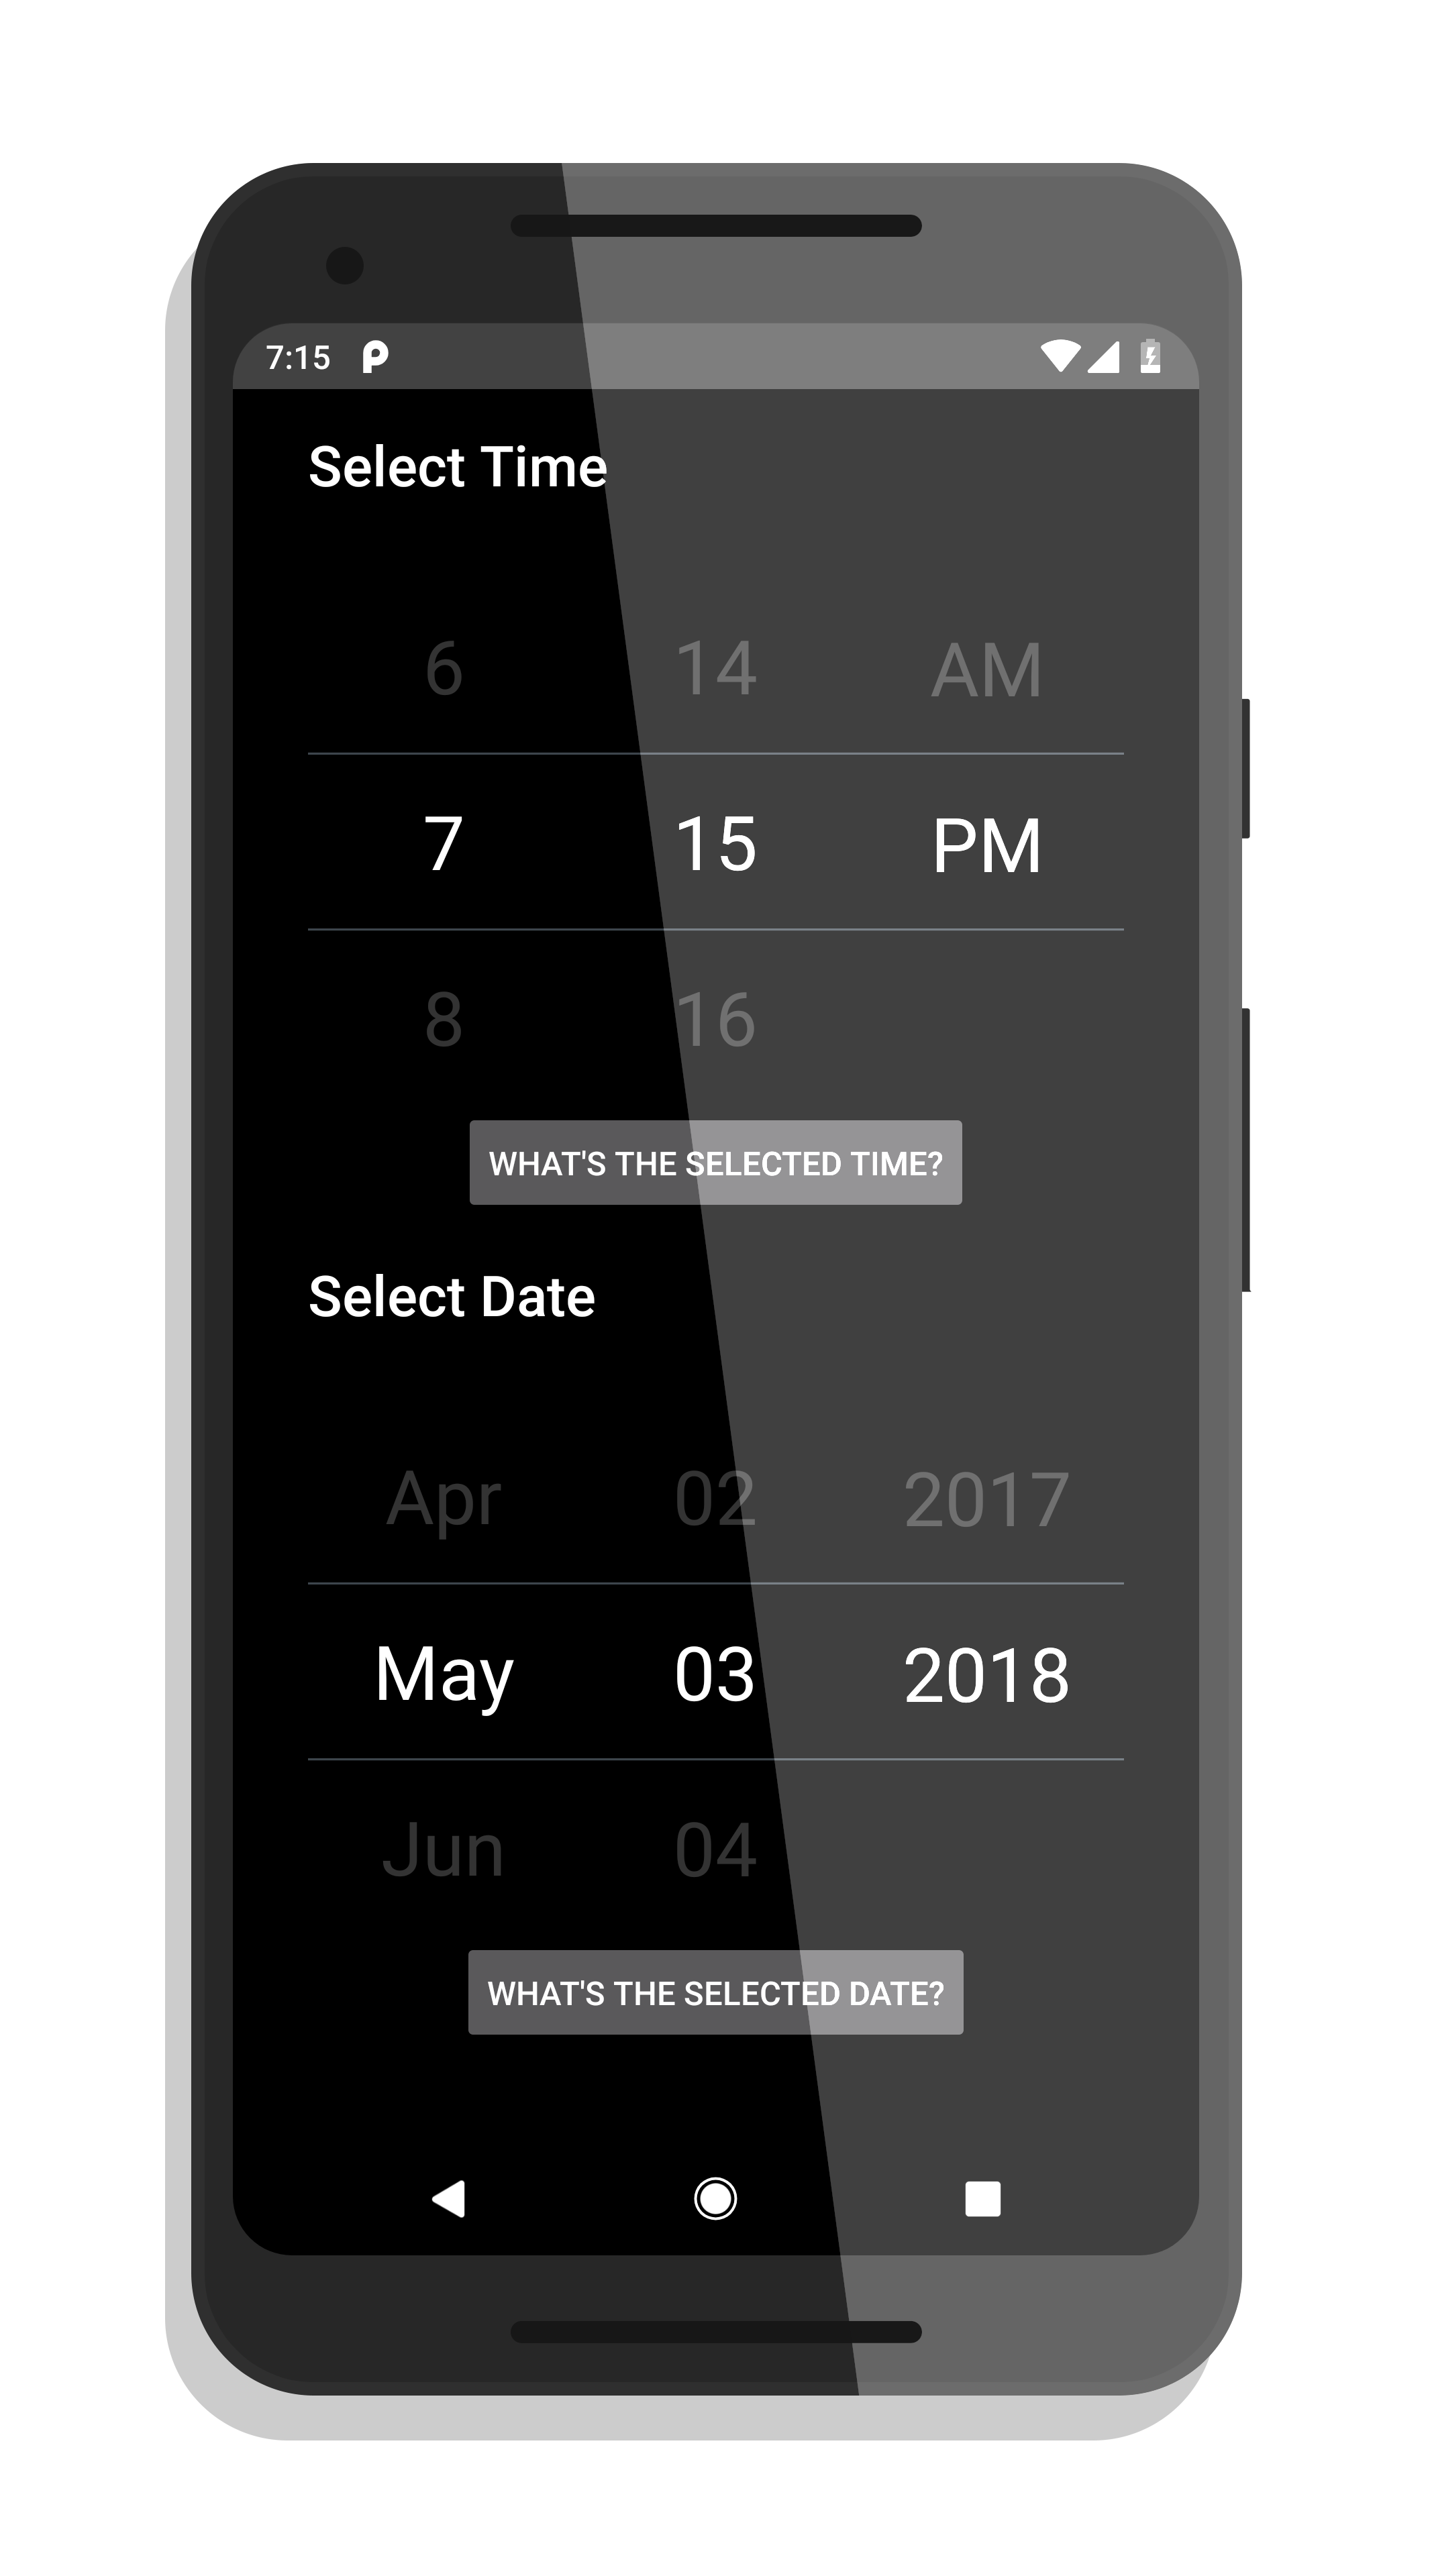 7:15
Select Time
6 14 AM
7 15 PM
8 16
WHAT'S THE SELECTED TIME?
Select Date
Apr 02 2017
May 03 2018
Jun 04
WHAT'S THE SELECTED DATE?